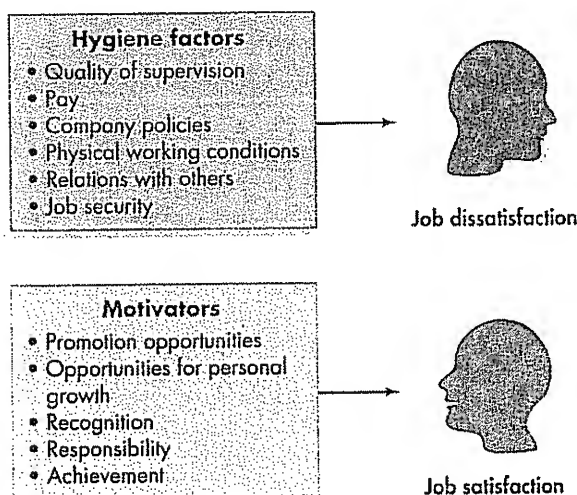 Hygiene factors
• Quality of supervision
• Pay
• Company policies
• Physical working conditions
• Relations with others
• Job security
Job dissatisfaction
Motivators
• Promotion opportunities
• Opportunities for personal
growth
• Recognition
• Responsibility
• Achievement
Job satisfaction